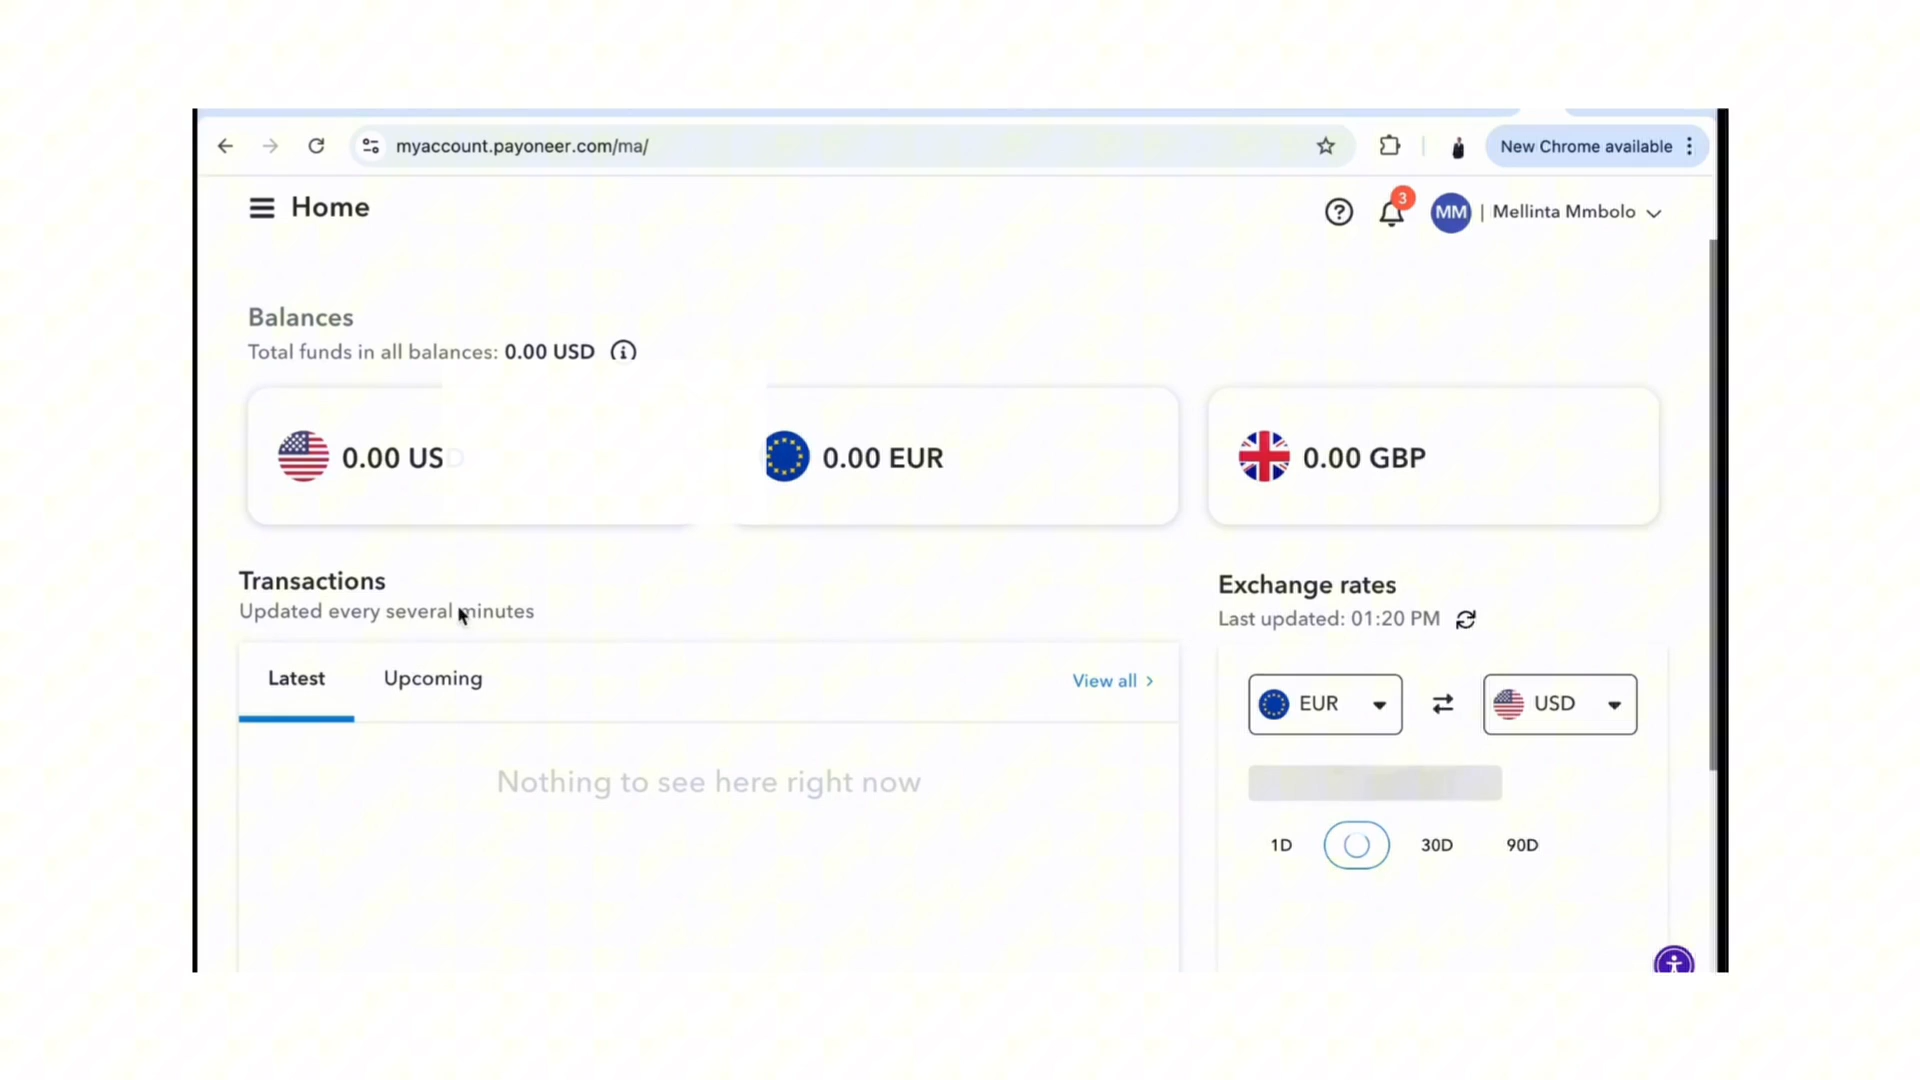 myaccount.payoneer.com/ma/
New Chrome available
Home
3
MM
| Mellinta Mmbolo
Balances
Total funds in all balances: 0.00 USD
0.00 USD
0.00 EUR
0.00 GBP
Transactions
Updated every several minutes
Exchange rates
Last updated: 01:20 PM
Latest
Upcoming
View all >
EUR
USD
Nothing to see here right now
1D
30D
90D